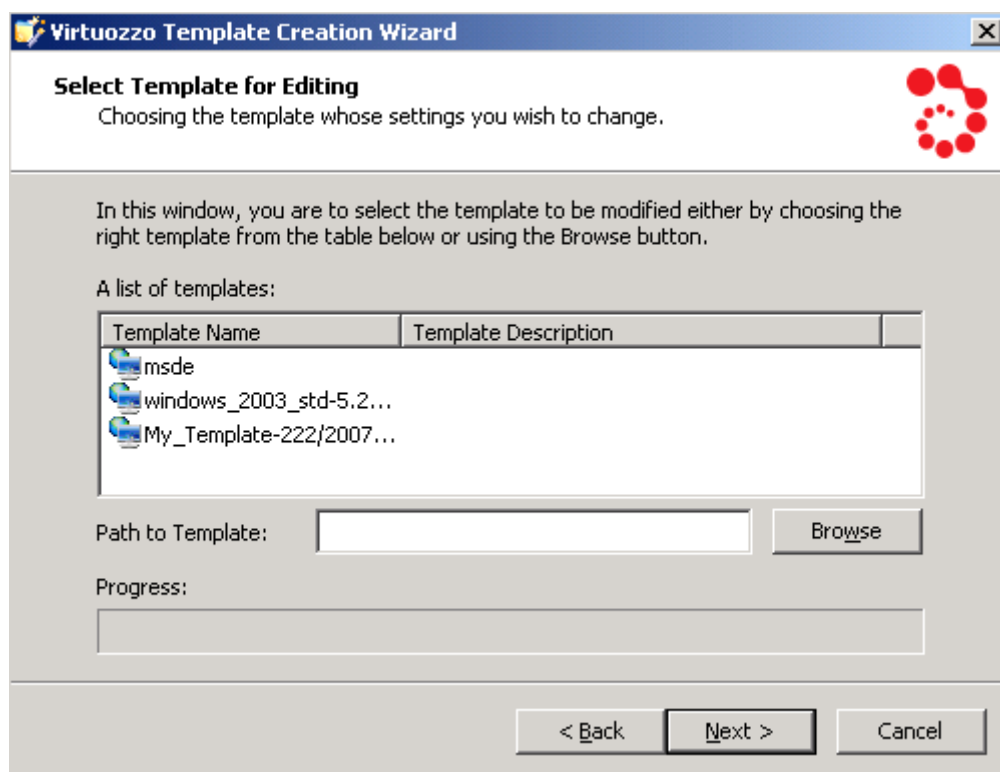 Virtuozzo Template Creation Wizard
Select Template for Editing
Choosing the template whose settings you wish to change.
In this window, you are to select the template to be modified either by choosing the
right template from the table below or using the Browse button.
A list of templates:
Template Name Template Description
msde
windows_2003_std-5.2...
My_Template-222/2007...
Path to Template: Browse
Progress:
< Back Next > Cancel